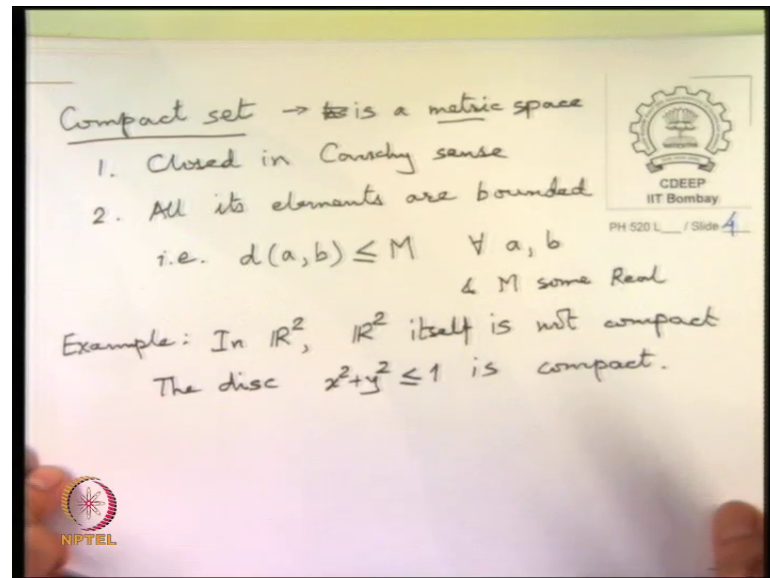 Compact set → is a metric space
1. Closed in Cauchy sense
2. All its elements are bounded
i.e. d(a,b) ≤ M ∀ a, b
& M some Real
Example: In ℝ², ℝ² itself is not compact
The disc x²+y² ≤ 1 is compact.
CDEEP
IIT Bombay
PH 520 L___ / Slide 4
NPTEL